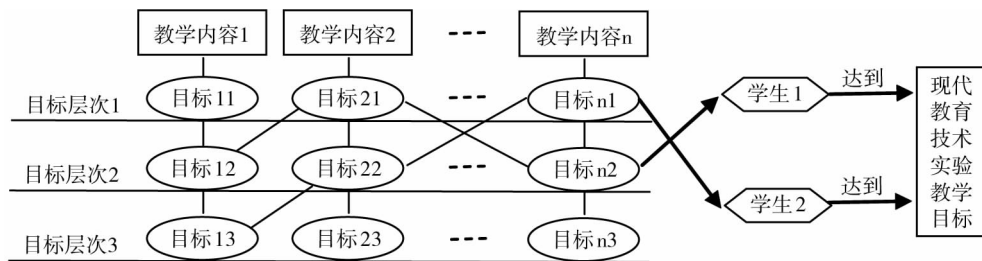 教学内容1 教学内容2 教学内容n
目标层次1 目标11 目标21 目标n1 学生1 达到
目标层次2 目标12 目标22 目标n2 学生2 达到
目标层次3 目标13 目标23 目标n3
现代
教育
技术
实验
教学
目标